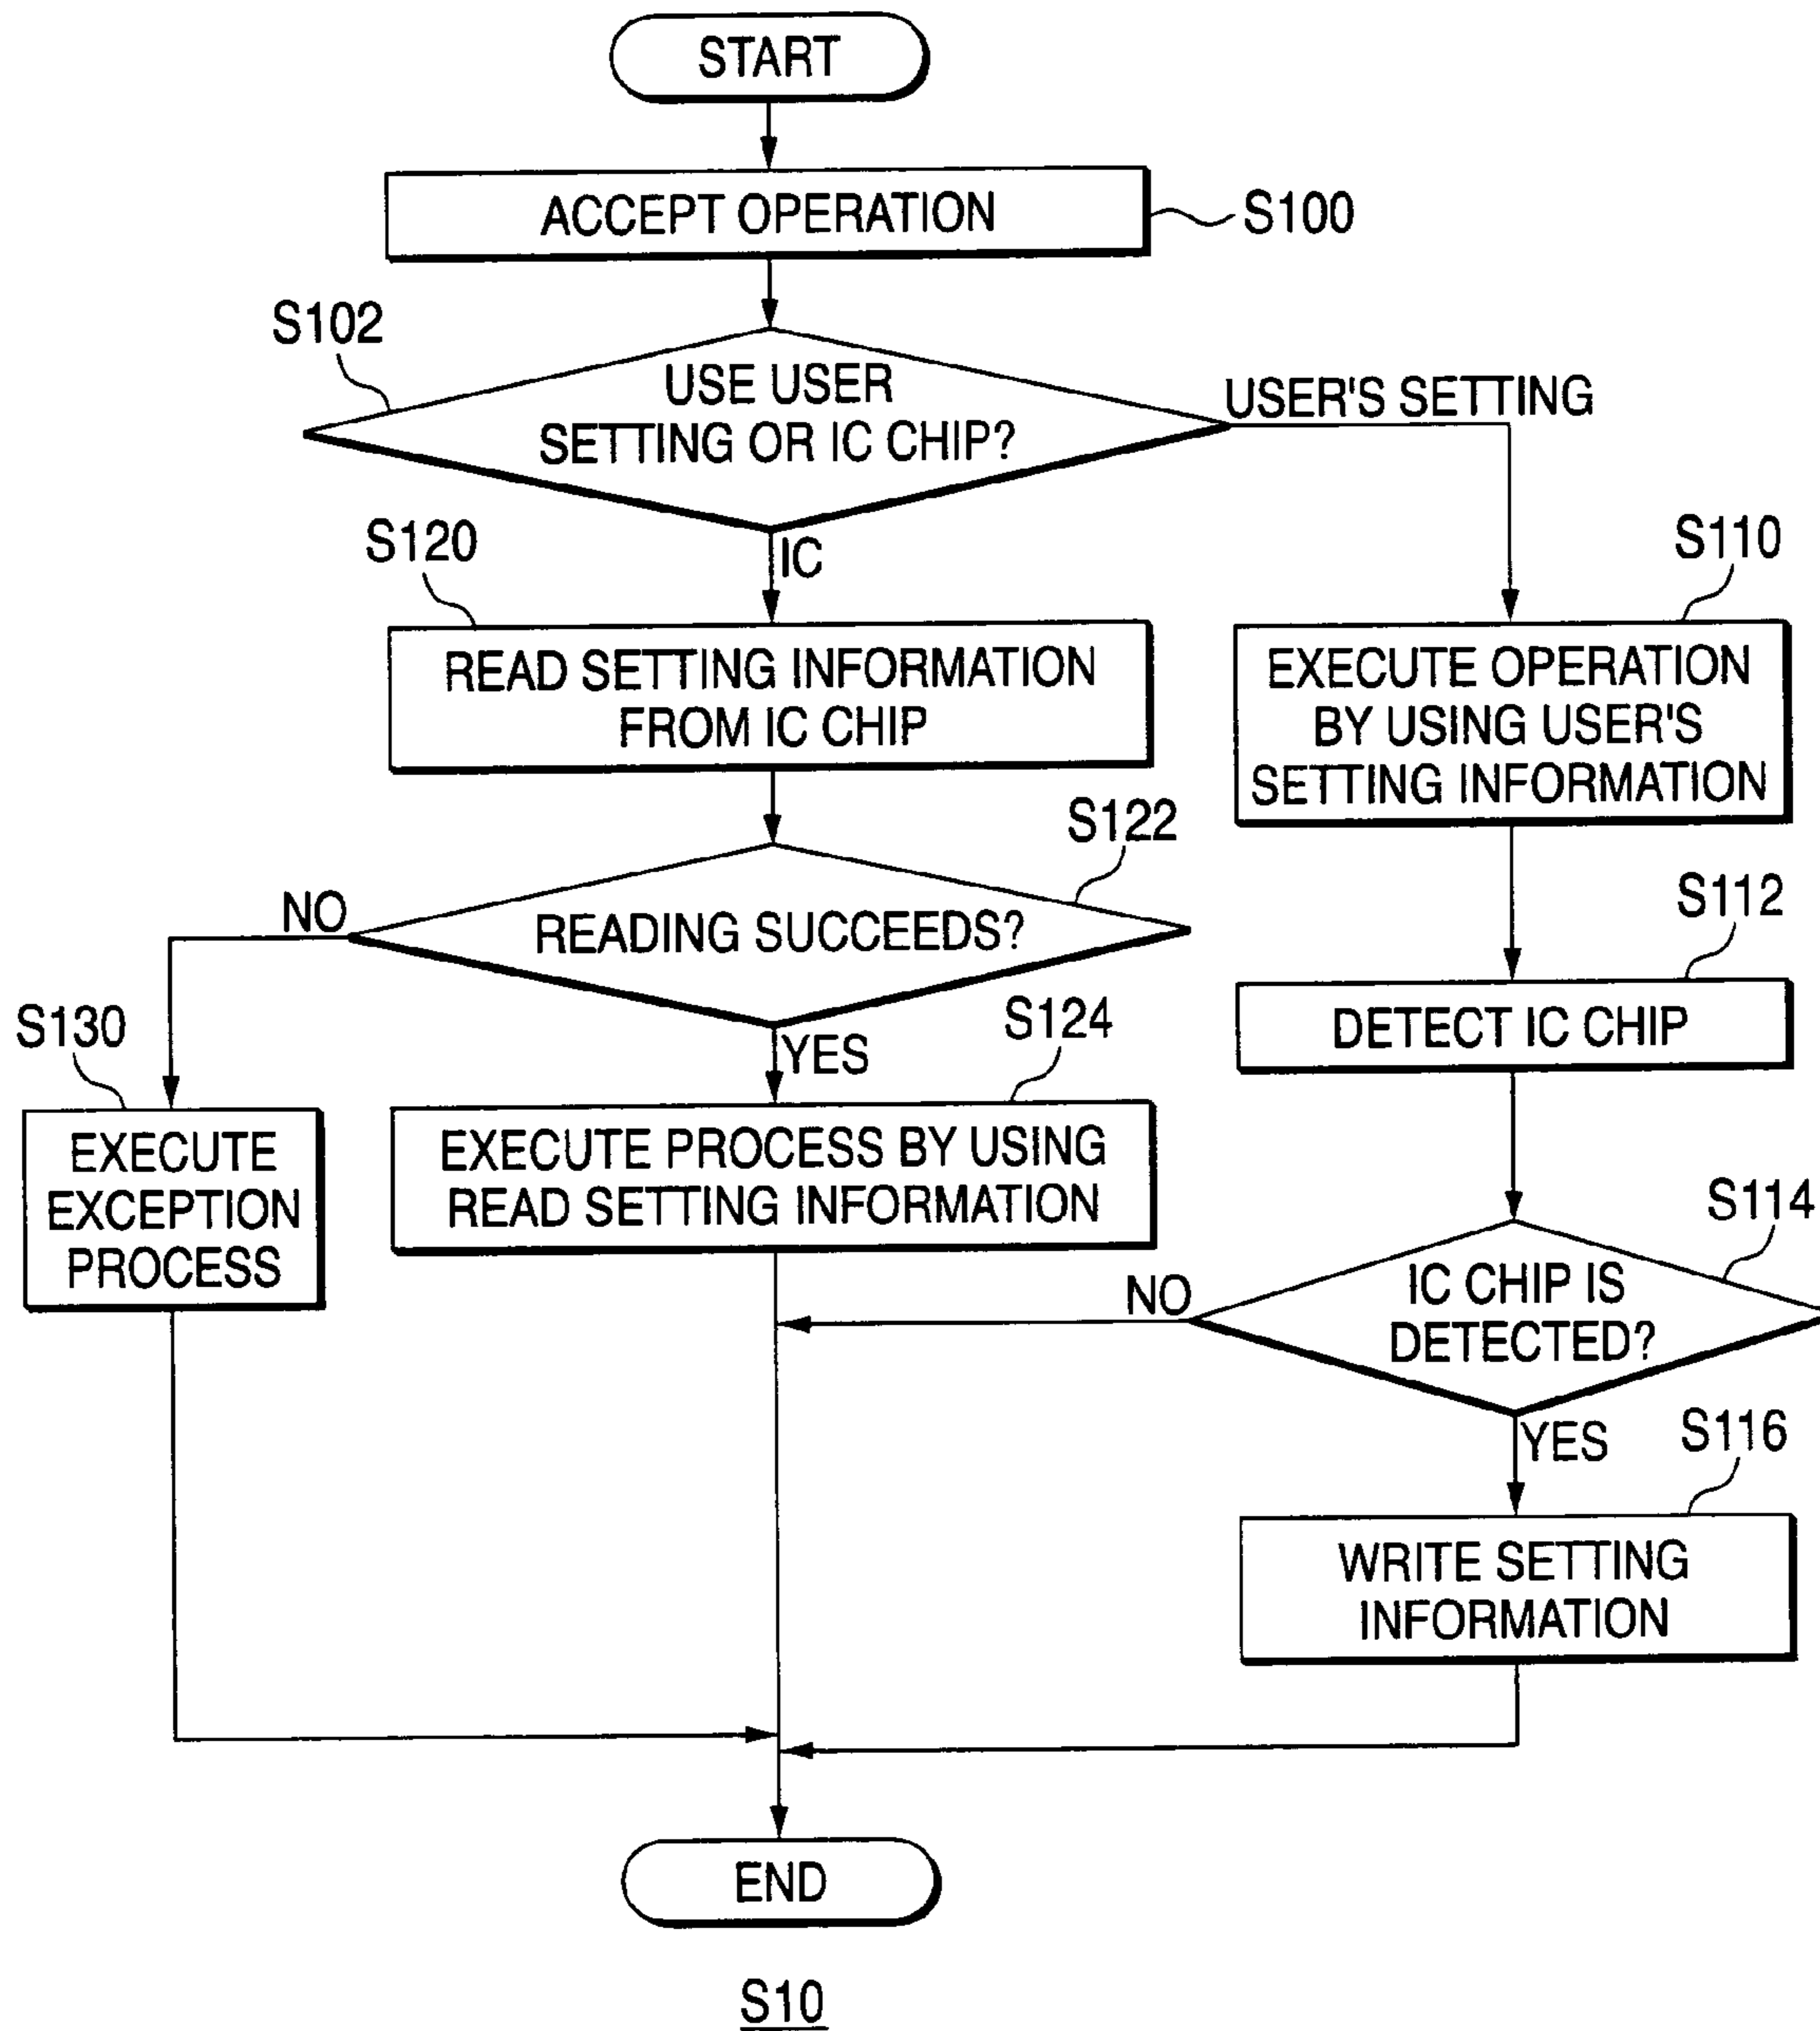 START
ACCEPT OPERATION
S100
S102
USE USER
SETTING OR IC CHIP?
USER'S SETTING
IC
S120
READ SETTING INFORMATION
FROM IC CHIP
S110
EXECUTE OPERATION
BY USING USER'S
SETTING INFORMATION
S122
READING SUCCEEDS?
NO
YES
S112
DETECT IC CHIP
S130
EXECUTE
EXCEPTION
PROCESS
S124
EXECUTE PROCESS BY USING
READ SETTING INFORMATION
S114
IC CHIP IS
DETECTED?
NO
YES
S116
WRITE SETTING
INFORMATION
END
S10